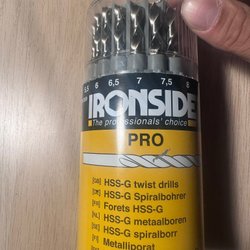 5,5 6 6,5 7 7,5 8
IRONSIDE
The professionals' choice
PRO
HSS-G twist drills
HSS-G Spiralbohrer
Forets HSS-G
HSS-G metaalboren
HSS-G spiralborr
Metalliporat